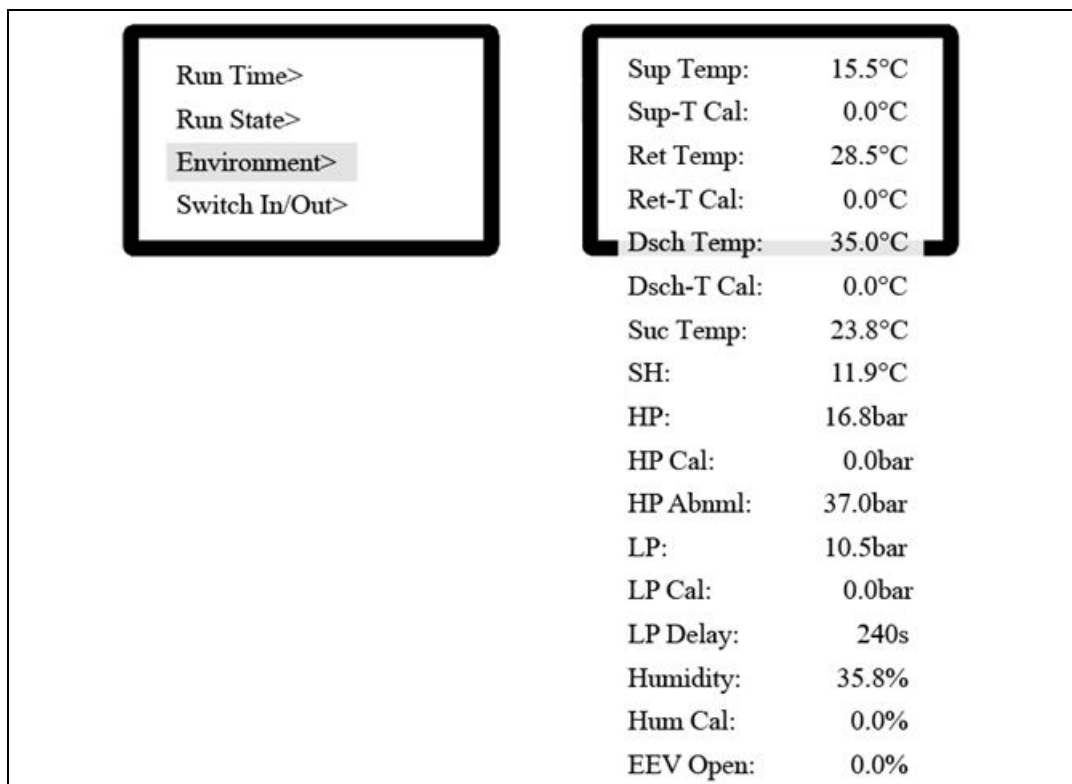 Run Time>
Run State>
Environment>
Switch In/Out>
Sup Temp: 15.5°C
Sup-T Cal: 0.0°C
Ret Temp: 28.5°C
Ret-T Cal: 0.0°C
Dsch Temp: 35.0°C
Dsch-T Cal: 0.0°C
Suc Temp: 23.8°C
SH: 11.9°C
HP: 16.8bar
HP Cal: 0.0bar
HP Abnml: 37.0bar
LP: 10.5bar
LP Cal: 0.0bar
LP Delay: 240s
Humidity: 35.8%
Hum Cal: 0.0%
EEV Open: 0.0%